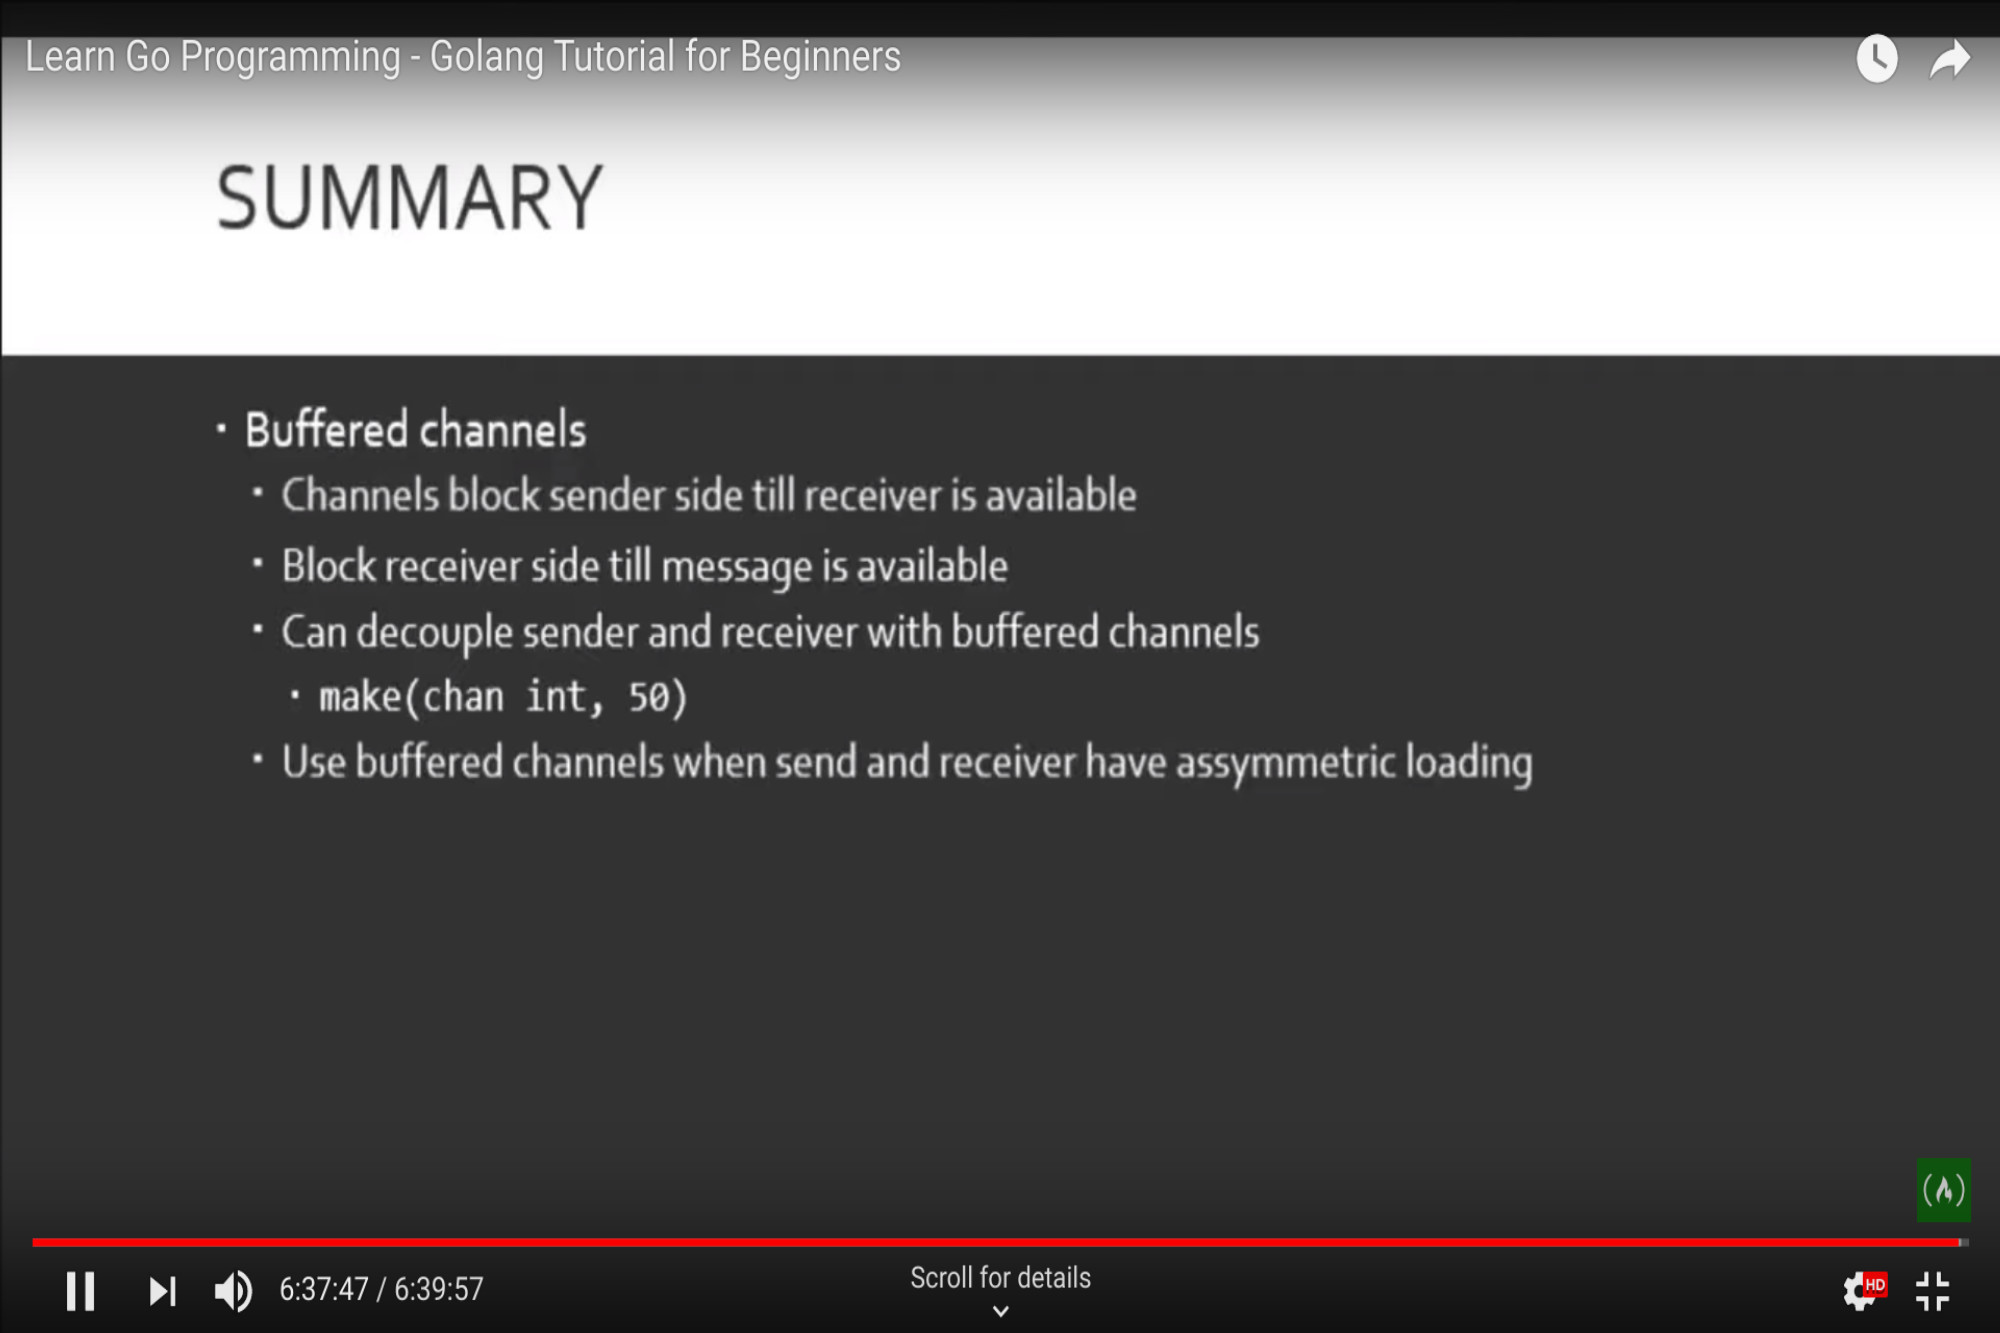 Learn Go Programming - Golang Tutorial for Beginners
SUMMARY
▪ Buffered channels
▪ Channels block sender side till receiver is available
▪ Block receiver side till message is available
▪ Can decouple sender and receiver with buffered channels
▪ make(chan int, 50)
▪ Use buffered channels when send and receiver have assymmetric loading
6:37:47 / 6:39:57
Scroll for details
HD